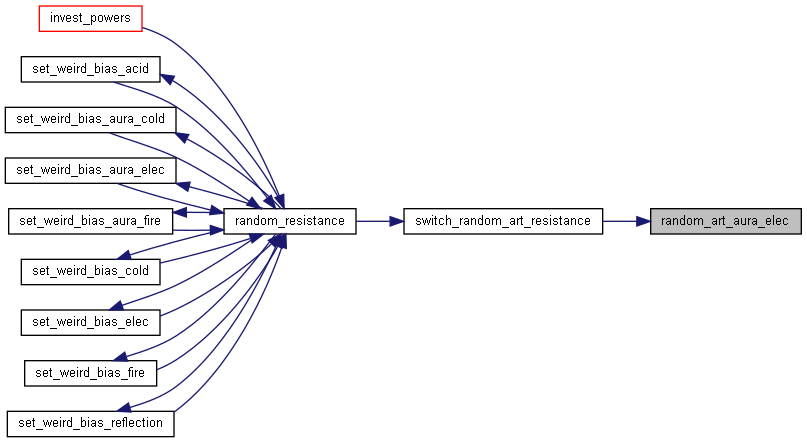 invest_powers
set_weird_bias_acid
set_weird_bias_aura_cold
set_weird_bias_aura_elec
set_weird_bias_aura_fire
random_resistance
switch_random_art_resistance
random_art_aura_elec
set_weird_bias_cold
set_weird_bias_elec
set_weird_bias_fire
set_weird_bias_reflection